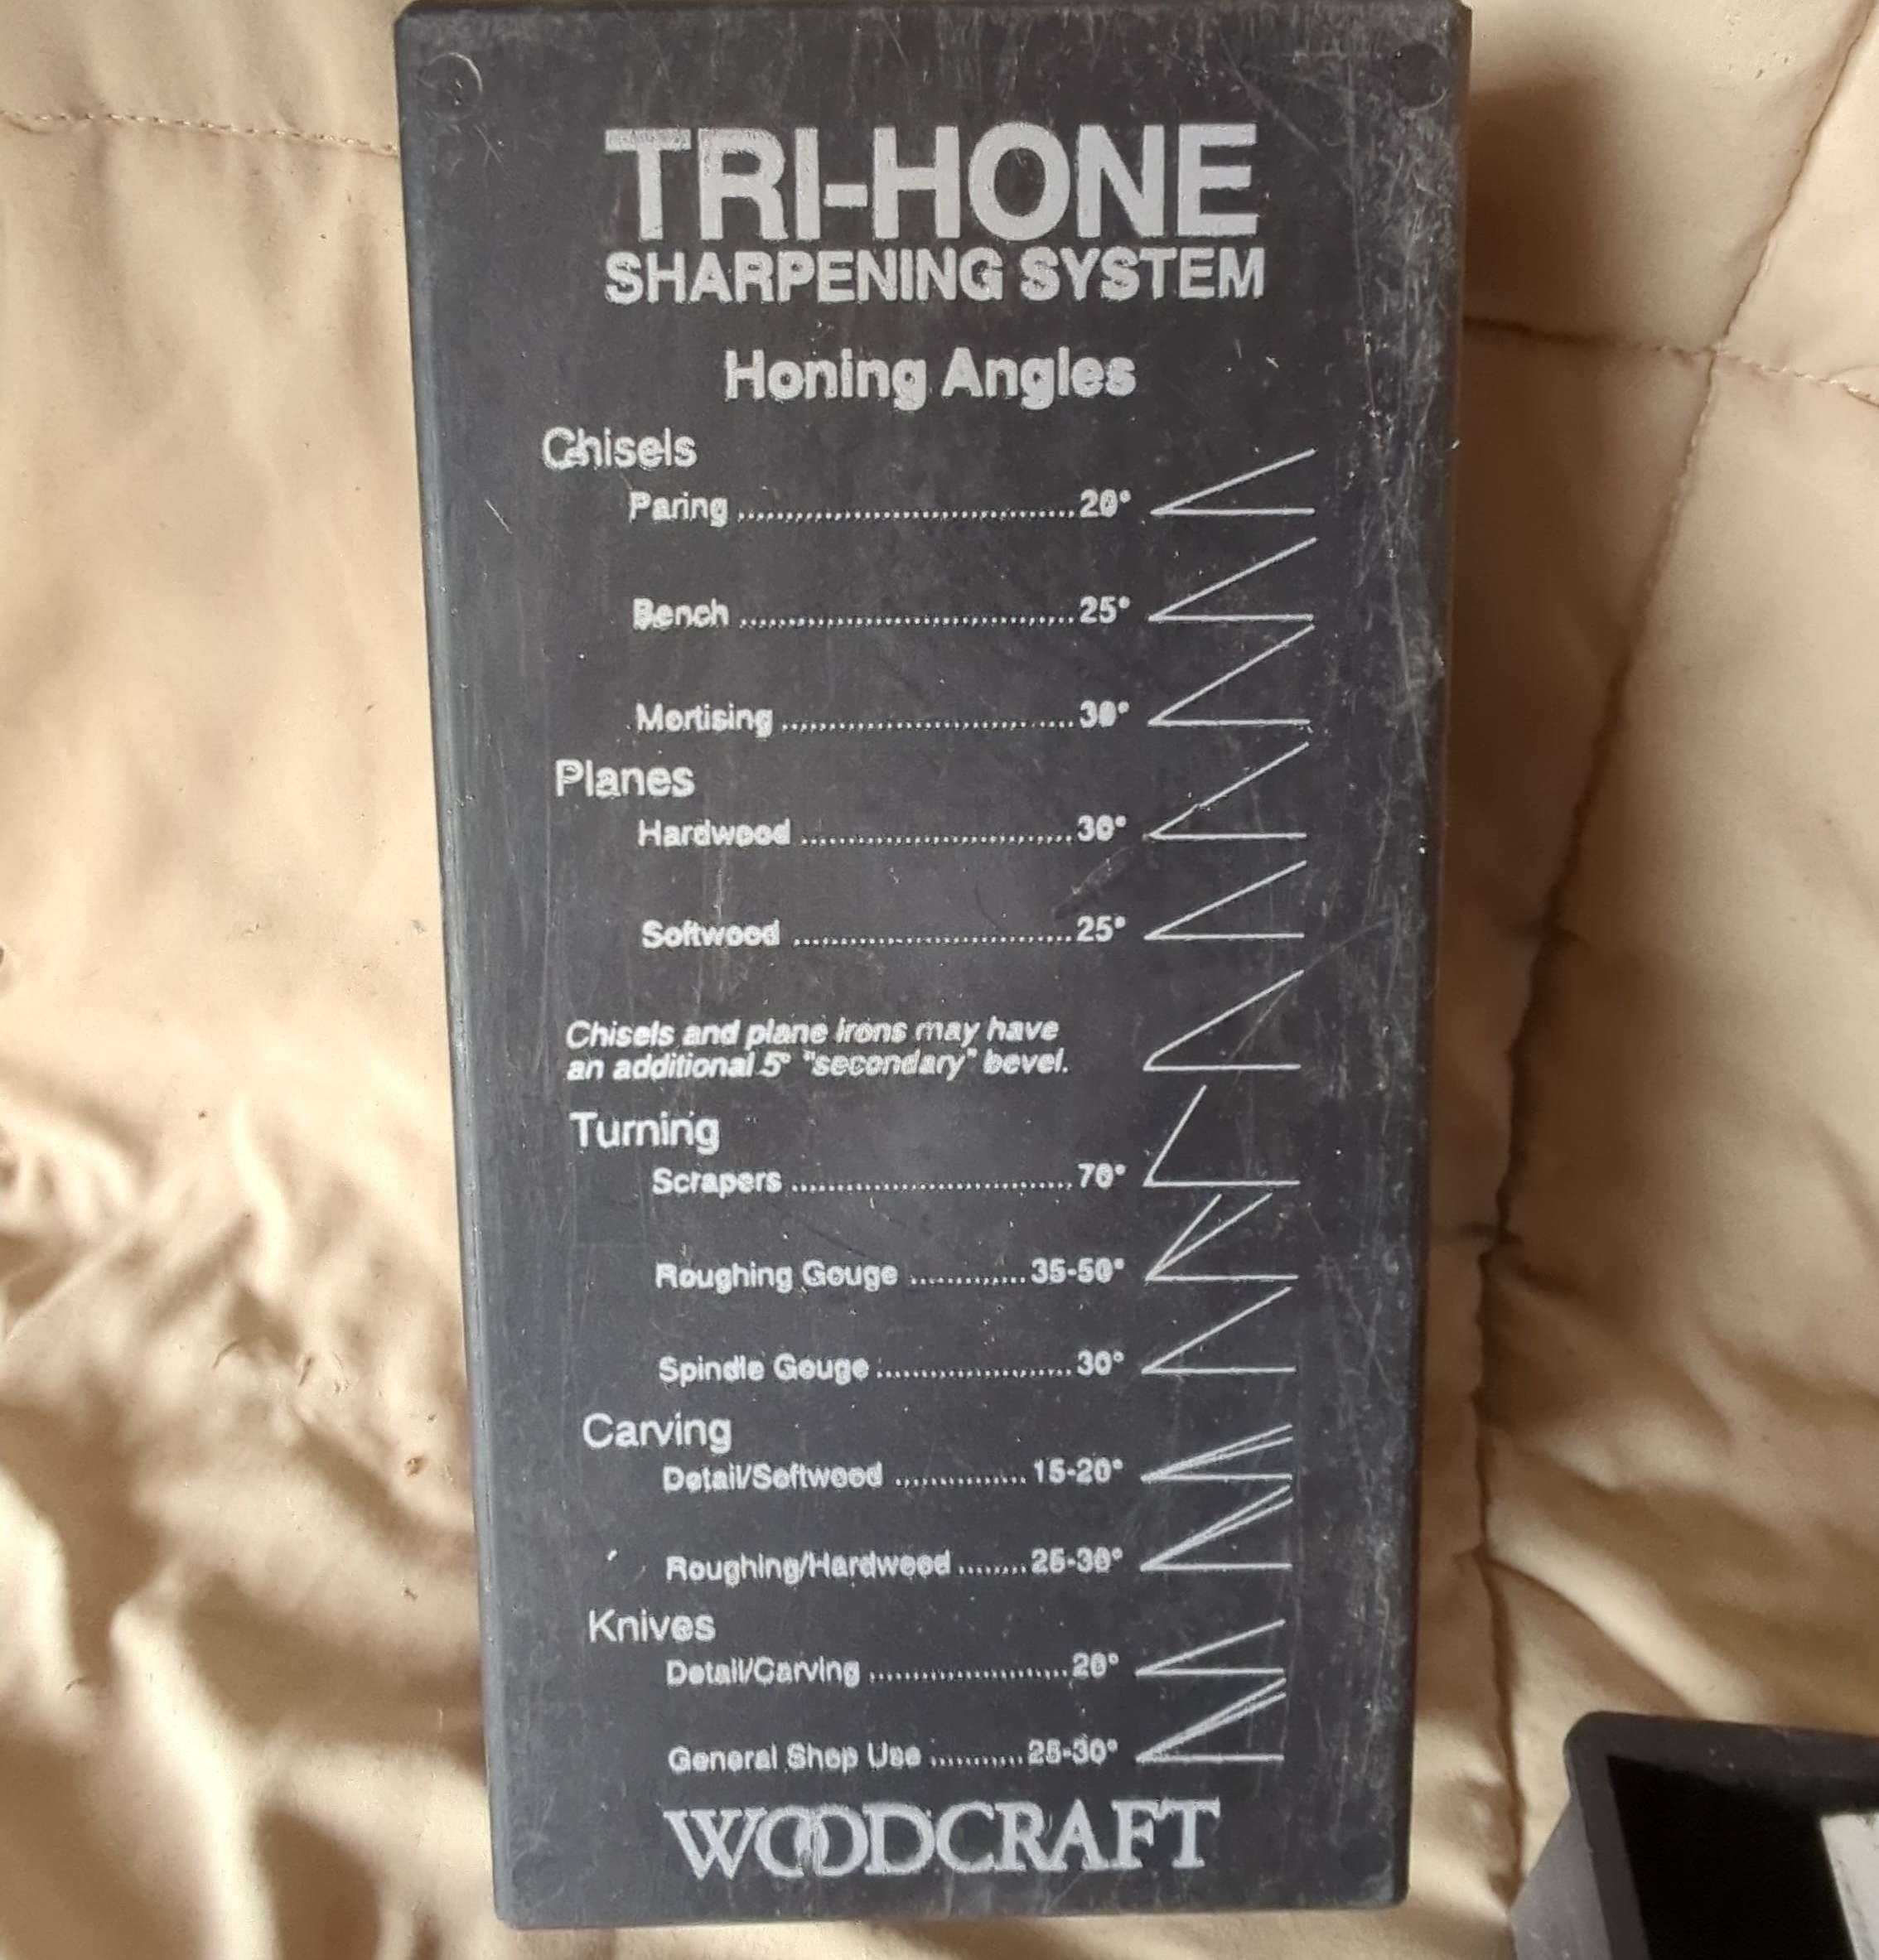 TRI-HONE
SHARPENING SYSTEM
Honing Angles
Chisels
Paring ................................... 20°
Bench ................................... 25°
Mortising .............................. 30°
Planes
Hardwood ............................ 30°
Softwood ............................. 25°
Chisels and plane irons may have
an additional 5° "secondary" bevel.
Turning
Scrapers ............................. 70°
Roughing Gouge ............ 35-50°
Spindle Gouge .................... 30°
Carving
Detail/Softwood .............. 15-20°
Roughing/Hardwood ........ 25-30°
Knives
Detail/Carving ..................... 20°
General Shop Use .......... 25-30°
WOODCRAFT